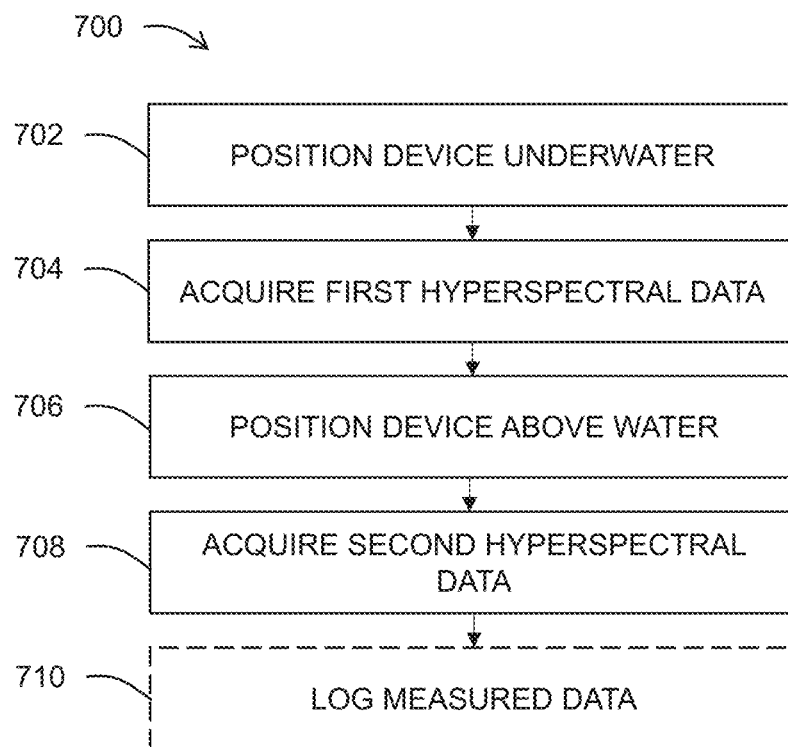 700
702
POSITION DEVICE UNDERWATER
704
ACQUIRE FIRST HYPERSPECTRAL DATA
706
POSITION DEVICE ABOVE WATER
708
ACQUIRE SECOND HYPERSPECTRAL
DATA
710
LOG MEASURED DATA